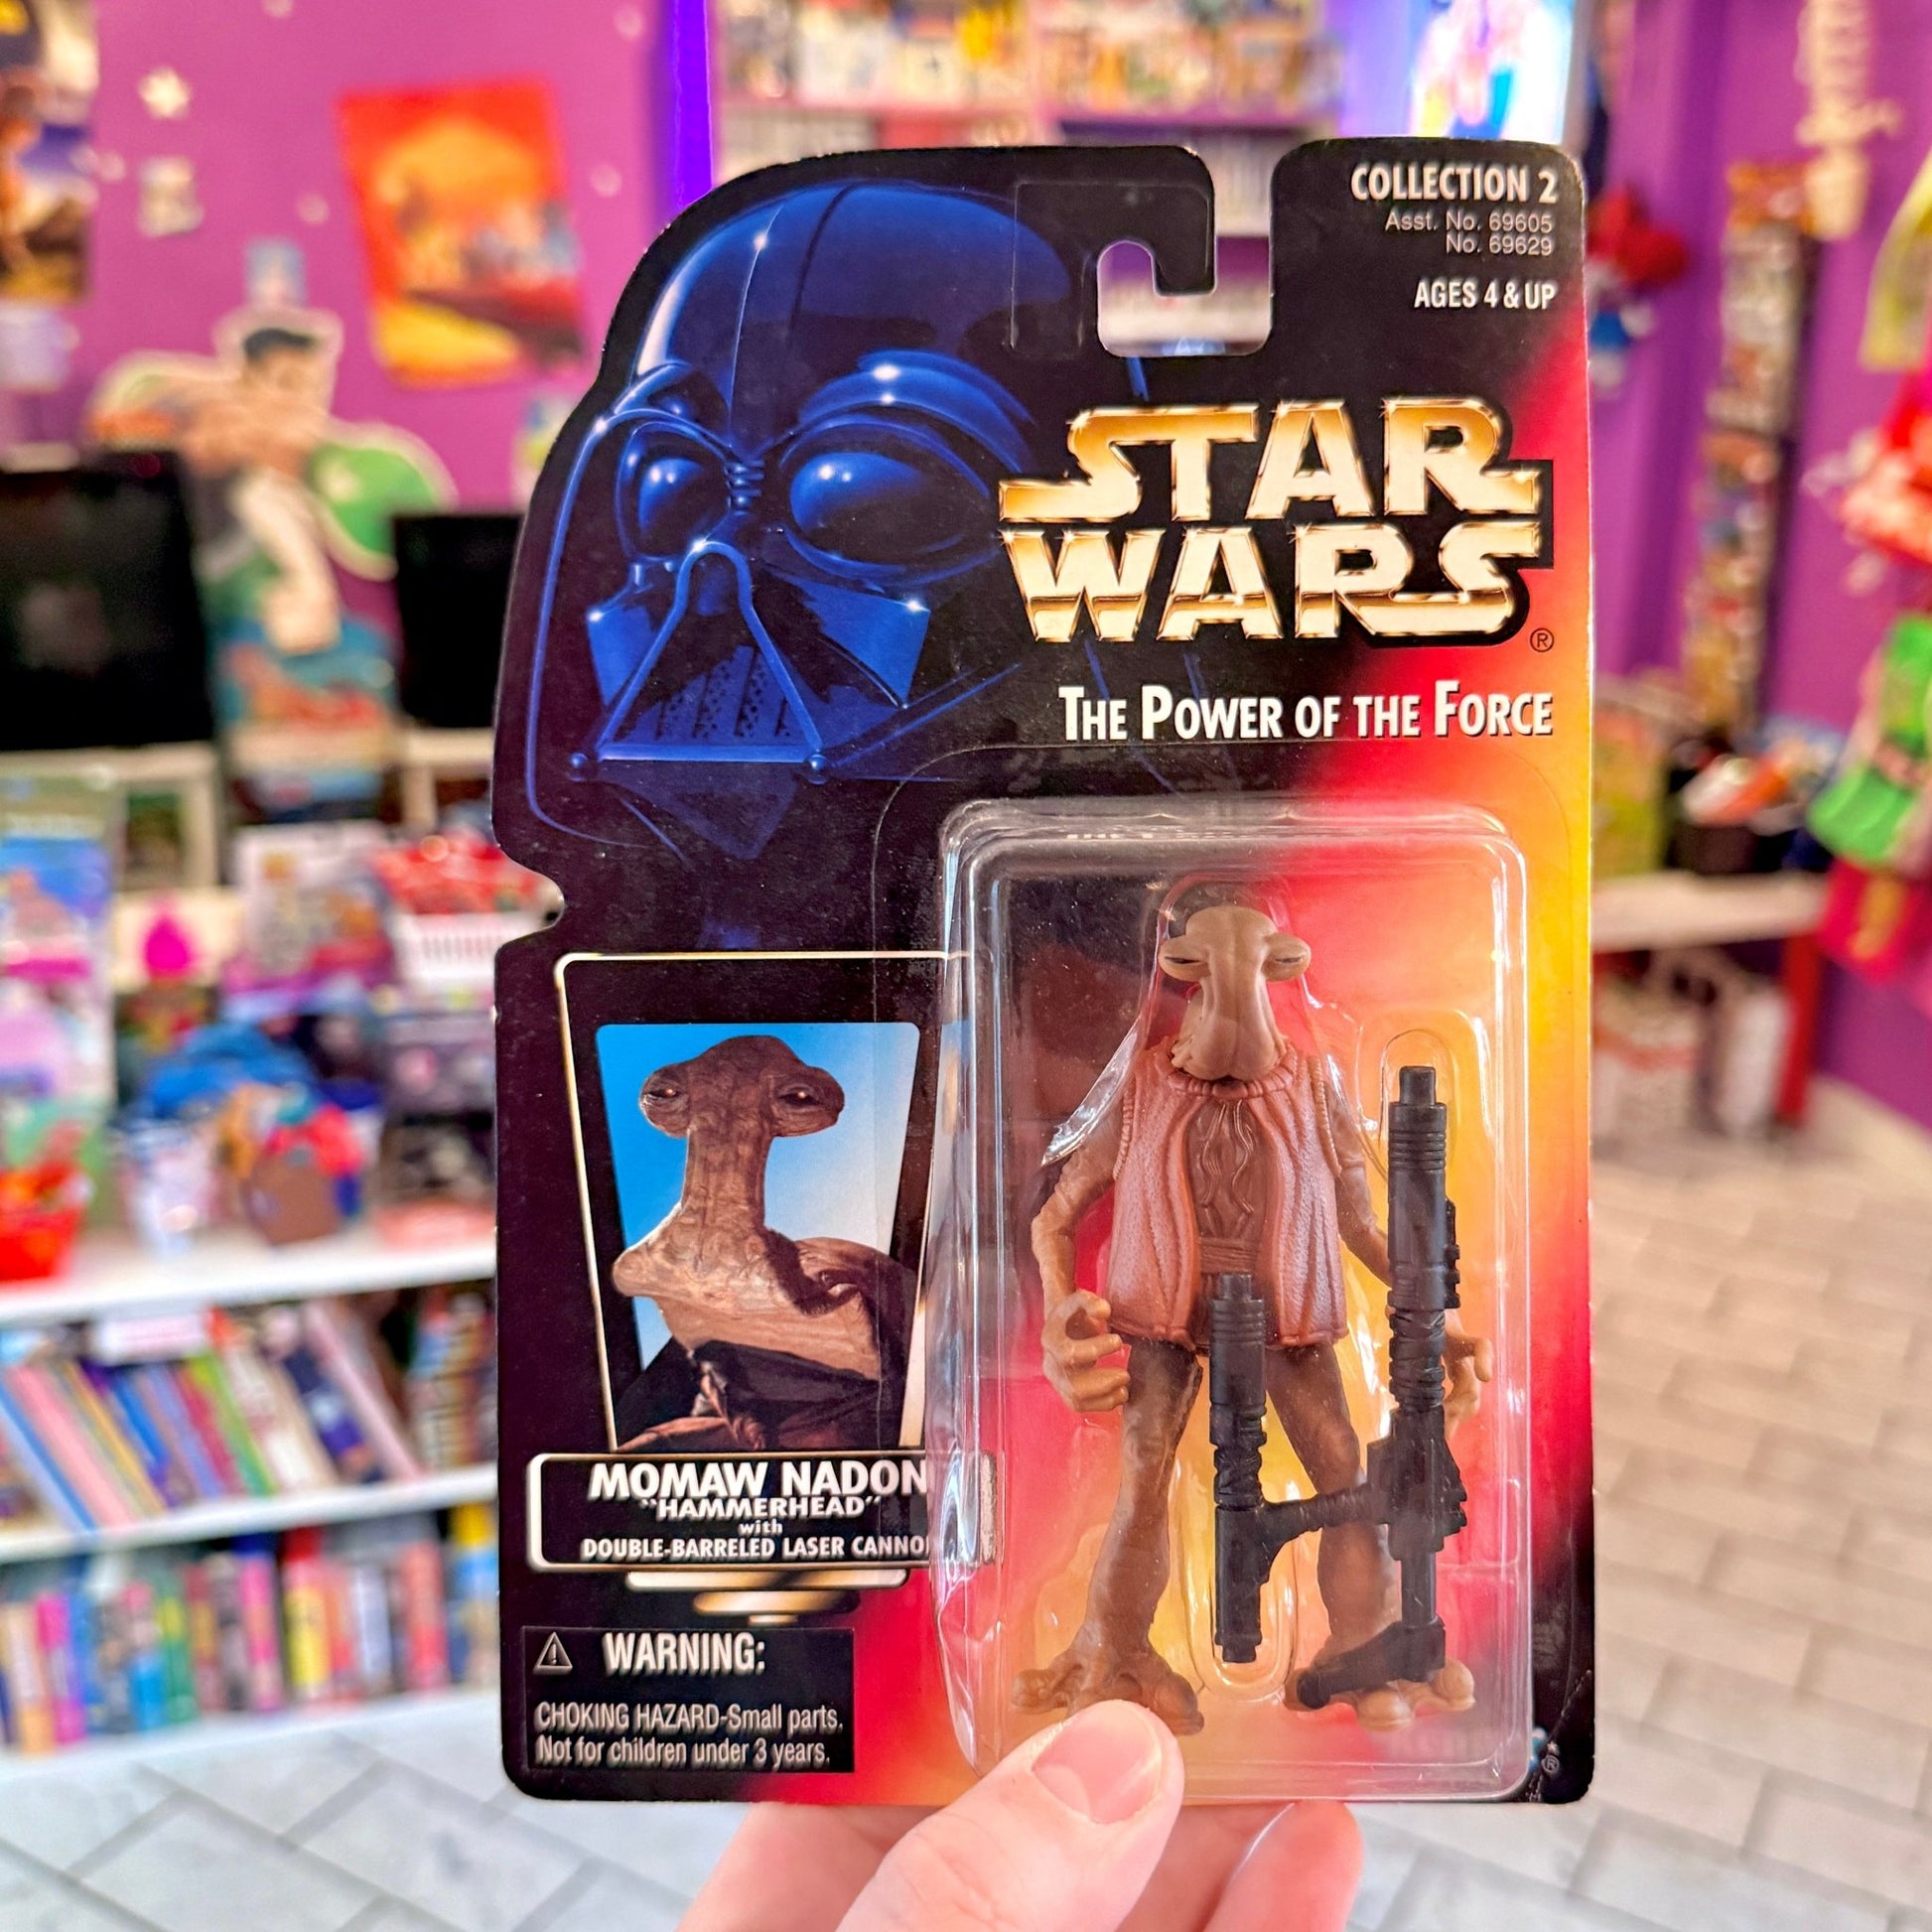 COLLECTION 2
Asst. No. 69605
No. 69629
AGES 4 & UP
STAR
WARS®
THE POWER OF THE FORCE
MOMAW NADON
"HAMMERHEAD"
with
DOUBLE-BARRELED LASER CANNO
⚠ WARNING:
CHOKING HAZARD-Small parts.
Not for children under 3 years.
®